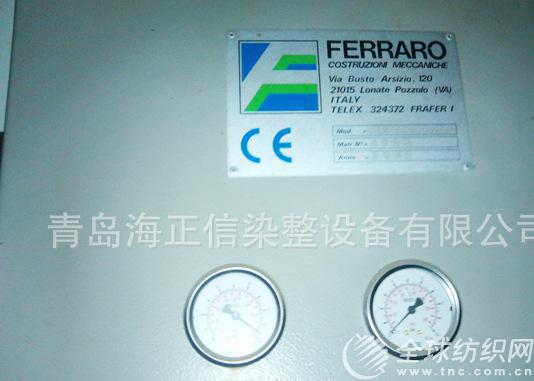 FERRARO
COSTRUZIONI MECCANICHE
Via Busto Arsizio, 120
21015 Lonate Pozzolo (VA)
ITALY
TELEX 324372 FRAFER I
CE
Mod
Matr Nº
Anno
青岛海正信染整设备有限公司
全球纺织网
www.tnc.com.cn